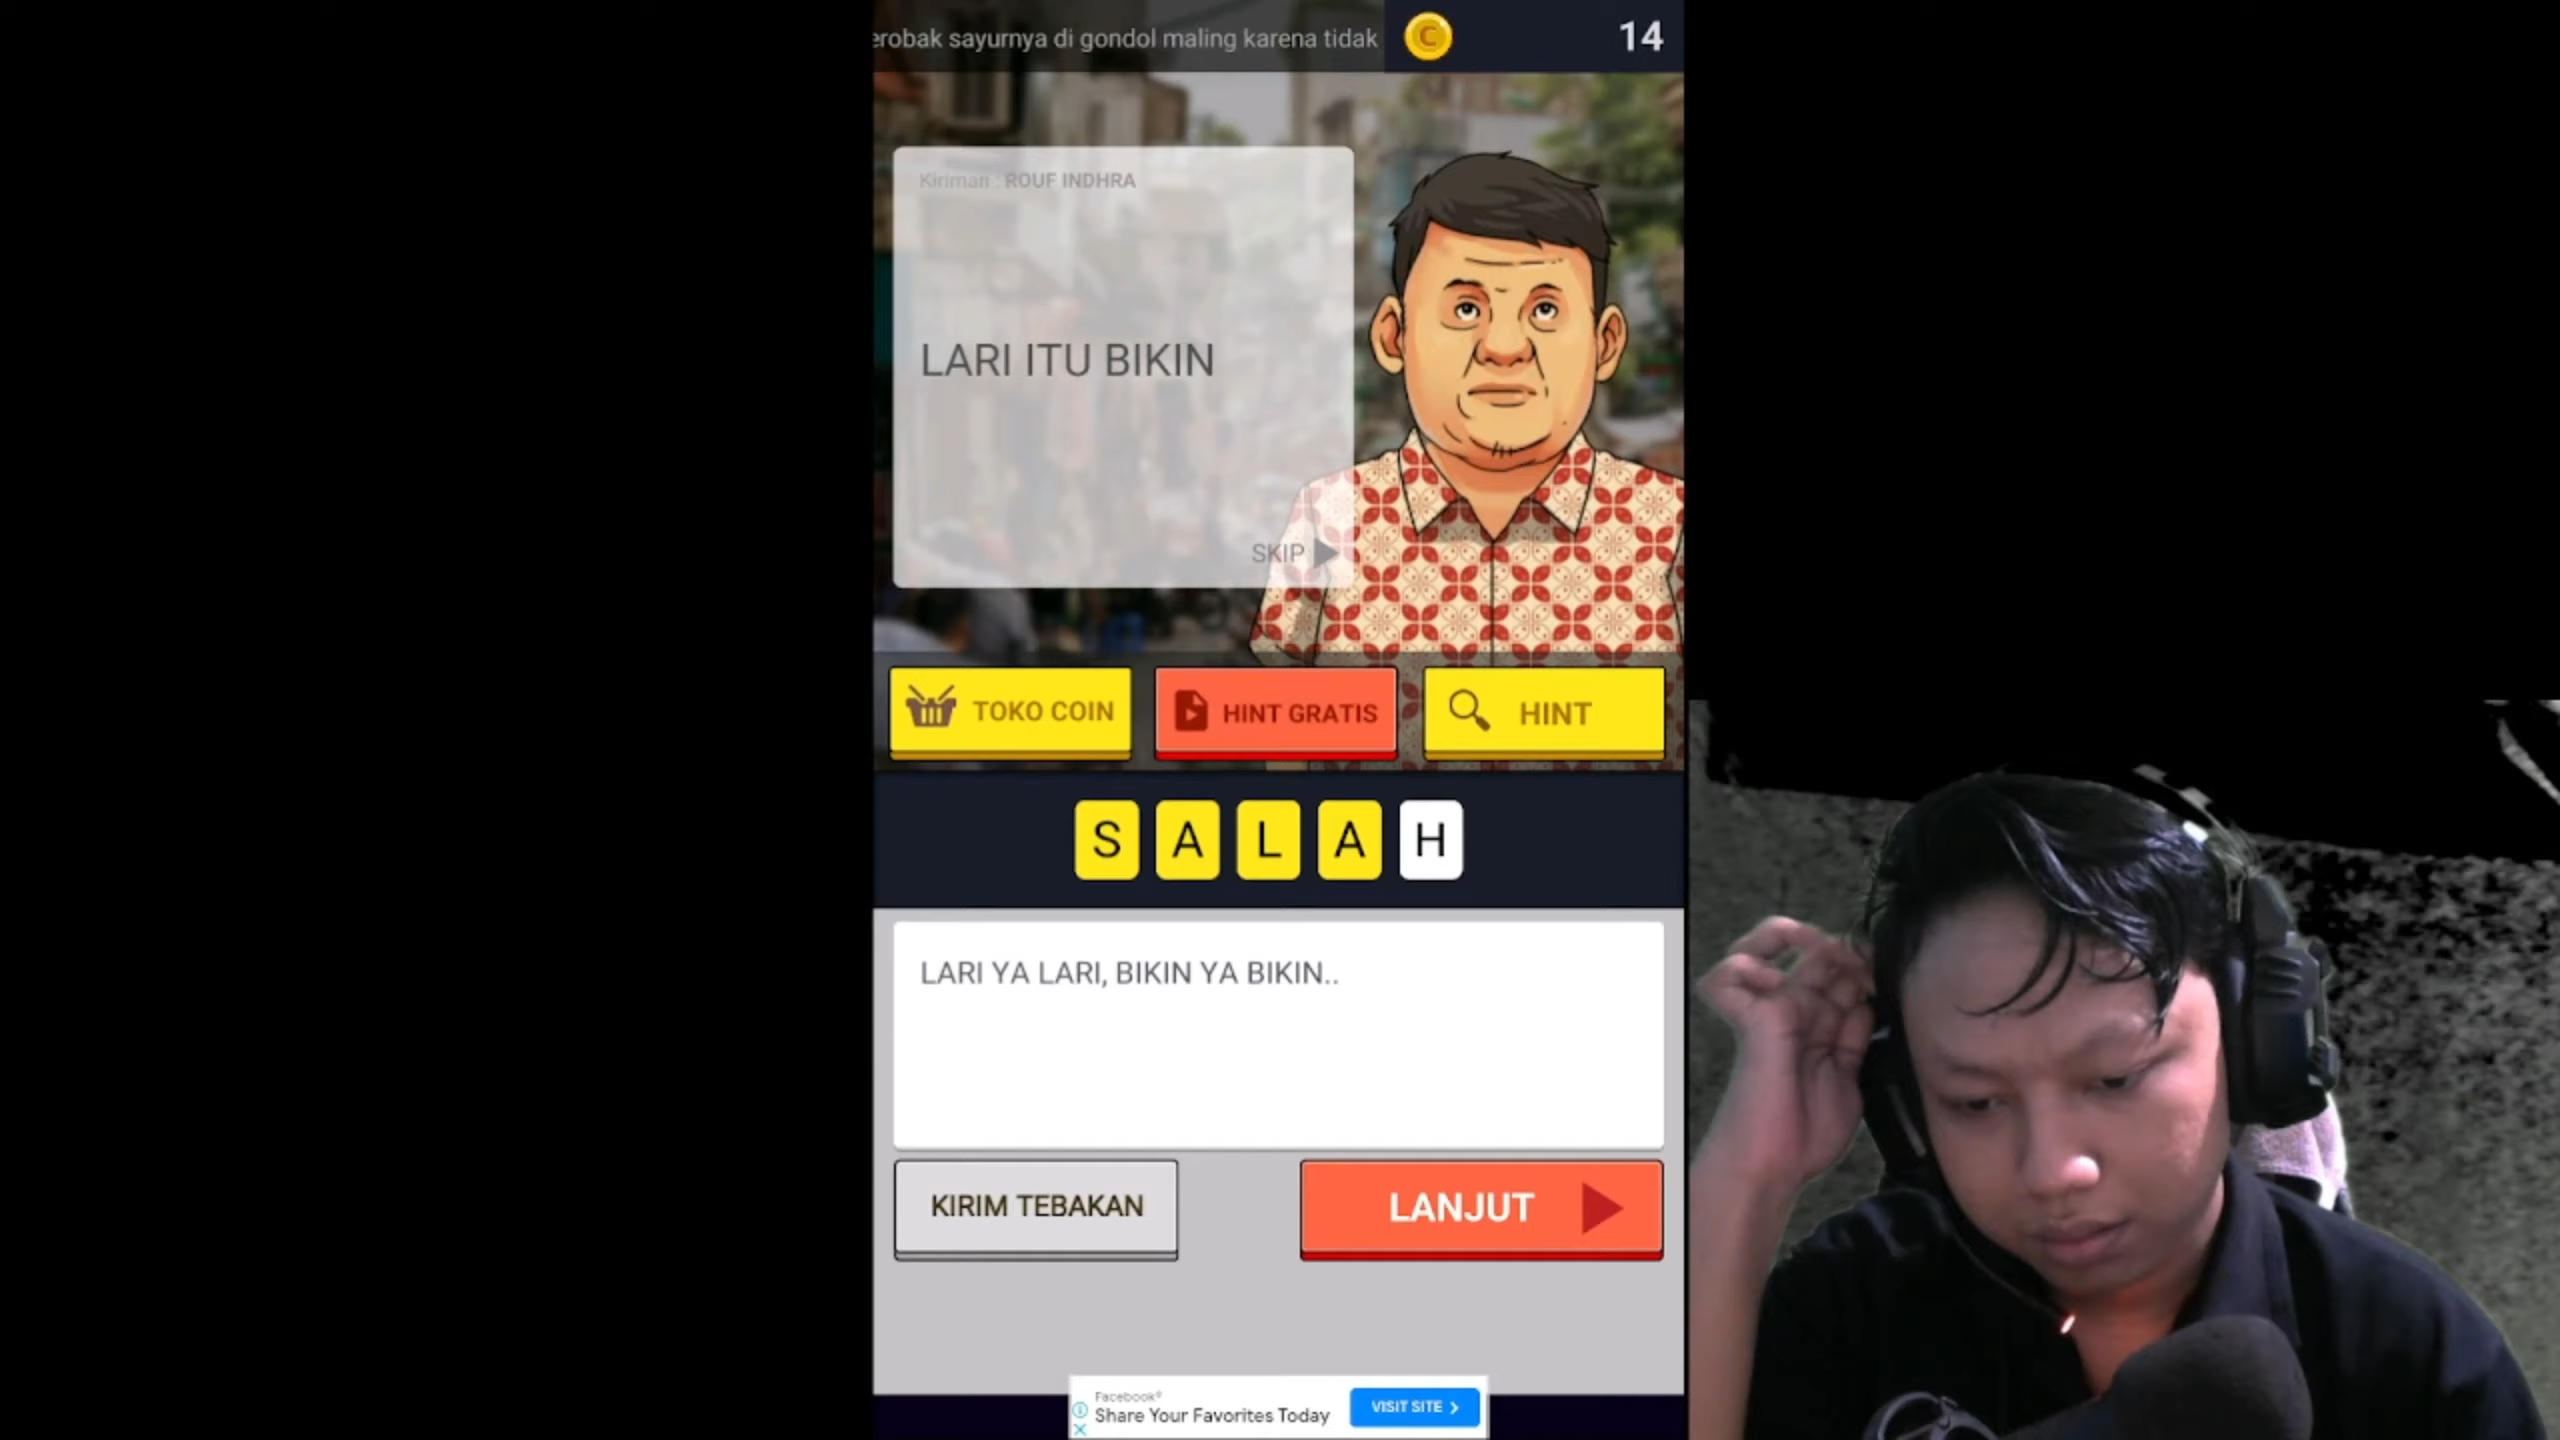 erobak sayurnya di gondol maling karena tidak
C
14
Kiriman : ROUF INDHRA
LARI ITU BIKIN
SKIP
TOKO COIN
HINT GRATIS
HINT
S A L A H
LARI YA LARI, BIKIN YA BIKIN..
KIRIM TEBAKAN
LANJUT
Facebook®
Share Your Favorites Today
VISIT SITE